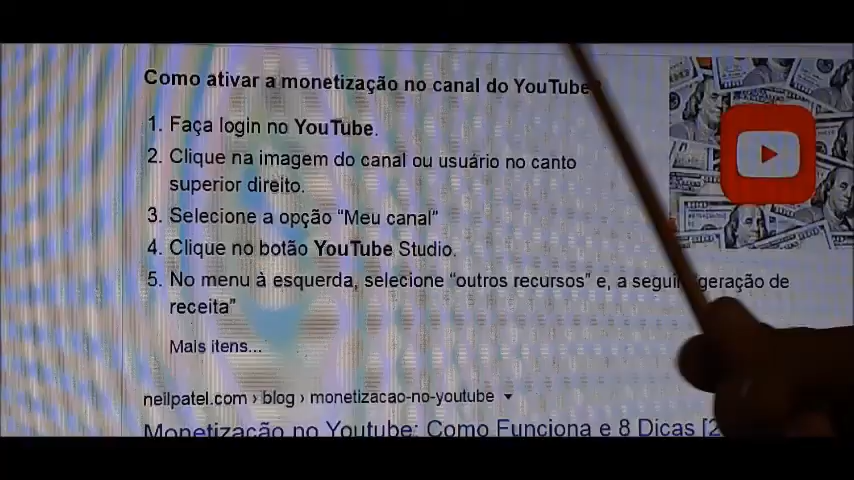 Como ativar a monetização no canal do YouTube?
1. Faça login no YouTube.
2. Clique na imagem do canal ou usuário no canto
superior direito.
3. Selecione a opção “Meu canal”
4. Clique no botão YouTube Studio.
5. No menu à esquerda, selecione “outros recursos” e, a seguir, “geração de
receita”
Mais itens...
neilpatel.com › blog › monetizacao-no-youtube
Monetização no Youtube: Como Funciona e 8 Dicas